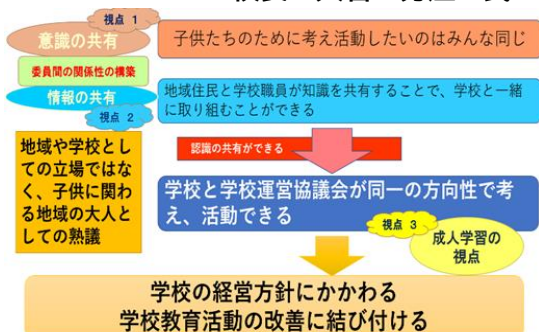 視点 1
意識の共有
子供たちのために考え活動したいのはみんな同じ
委員間の関係性の構築
情報の共有
視点 2
地域住民と学校職員が知識を共有することで、学校と一緒
に取り組むことができる
地域や学校とし
ての立場ではな
く、子供に関わ
る地域の大人と
しての熟議
認識の共有ができる
学校と学校運営協議会が同一の方向性で考
え、活動できる
視点 3
成人学習の
視点
学校の経営方針にかかわる
学校教育活動の改善に結び付ける